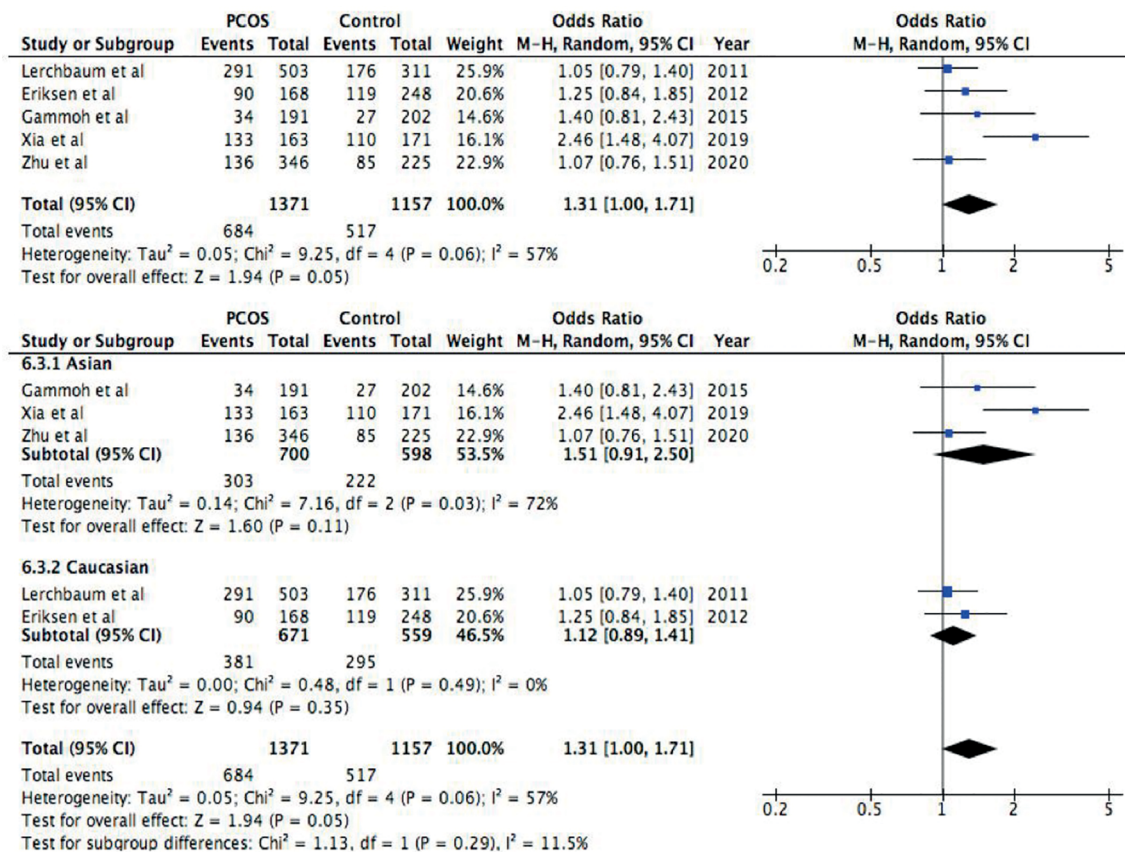 PCOS Control Odds Ratio Odds Ratio
Study or Subgroup Events Total Events Total Weight M-H, Random, 95% CI Year M-H, Random, 95% CI
Lerchbaum et al 291 503 176 311 25.9% 1.05 [0.79, 1.40] 2011
Eriksen et al 90 168 119 248 20.6% 1.25 [0.84, 1.85] 2012
Gammoh et al 34 191 27 202 14.6% 1.40 [0.81, 2.43] 2015
Xia et al 133 163 110 171 16.1% 2.46 [1.48, 4.07] 2019
Zhu et al 136 346 85 225 22.9% 1.07 [0.76, 1.51] 2020
Total (95% CI) 1371 1157 100.0% 1.31 [1.00, 1.71]
Total events 684 517
Heterogeneity: Tau² = 0.05; Chi² = 9.25, df = 4 (P = 0.06); I² = 57%
Test for overall effect: Z = 1.94 (P = 0.05)
0.2 0.5 1 2 5
PCOS Control Odds Ratio Odds Ratio
Study or Subgroup Events Total Events Total Weight M-H, Random, 95% CI Year M-H, Random, 95% CI
6.3.1 Asian
Gammoh et al 34 191 27 202 14.6% 1.40 [0.81, 2.43] 2015
Xia et al 133 163 110 171 16.1% 2.46 [1.48, 4.07] 2019
Zhu et al 136 346 85 225 22.9% 1.07 [0.76, 1.51] 2020
Subtotal (95% CI) 700 598 53.5% 1.51 [0.91, 2.50]
Total events 303 222
Heterogeneity: Tau² = 0.14; Chi² = 7.16, df = 2 (P = 0.03); I² = 72%
Test for overall effect: Z = 1.60 (P = 0.11)
6.3.2 Caucasian
Lerchbaum et al 291 503 176 311 25.9% 1.05 [0.79, 1.40] 2011
Eriksen et al 90 168 119 248 20.6% 1.25 [0.84, 1.85] 2012
Subtotal (95% CI) 671 559 46.5% 1.12 [0.89, 1.41]
Total events 381 295
Heterogeneity: Tau² = 0.00; Chi² = 0.48, df = 1 (P = 0.49); I² = 0%
Test for overall effect: Z = 0.94 (P = 0.35)
Total (95% CI) 1371 1157 100.0% 1.31 [1.00, 1.71]
Total events 684 517
Heterogeneity: Tau² = 0.05; Chi² = 9.25, df = 4 (P = 0.06); I² = 57%
Test for overall effect: Z = 1.94 (P = 0.05)
Test for subgroup differences: Chi² = 1.13, df = 1 (P = 0.29), I² = 11.5%
0.2 0.5 1 2 5